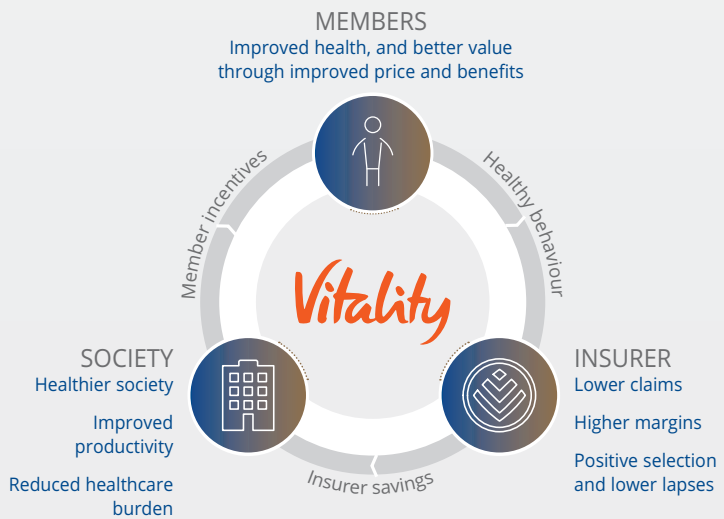 MEMBERS
Improved health, and better value
through improved price and benefits
Member incentives
Healthy behaviour
Vitality
SOCIETY
Healthier society
Improved
productivity
Reduced healthcare
burden
INSURER
Lower claims
Higher margins
Positive selection
and lower lapses
Insurer savings